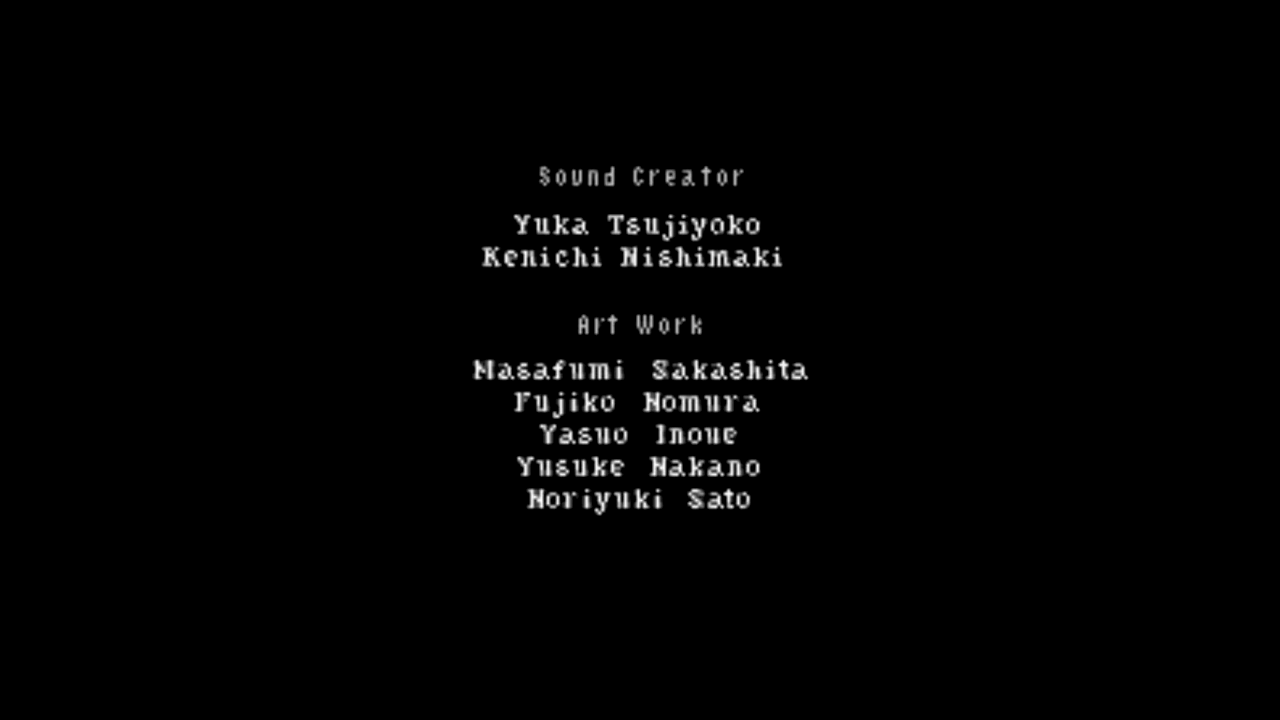 Sound Creator
Yuka Tsujiyoko
Kenichi Nishimaki
Art Work
Masafumi Sakashita
Fujiko Nomura
Yasuo Inoue
Yusuke Nakano
Noriyuki Sato